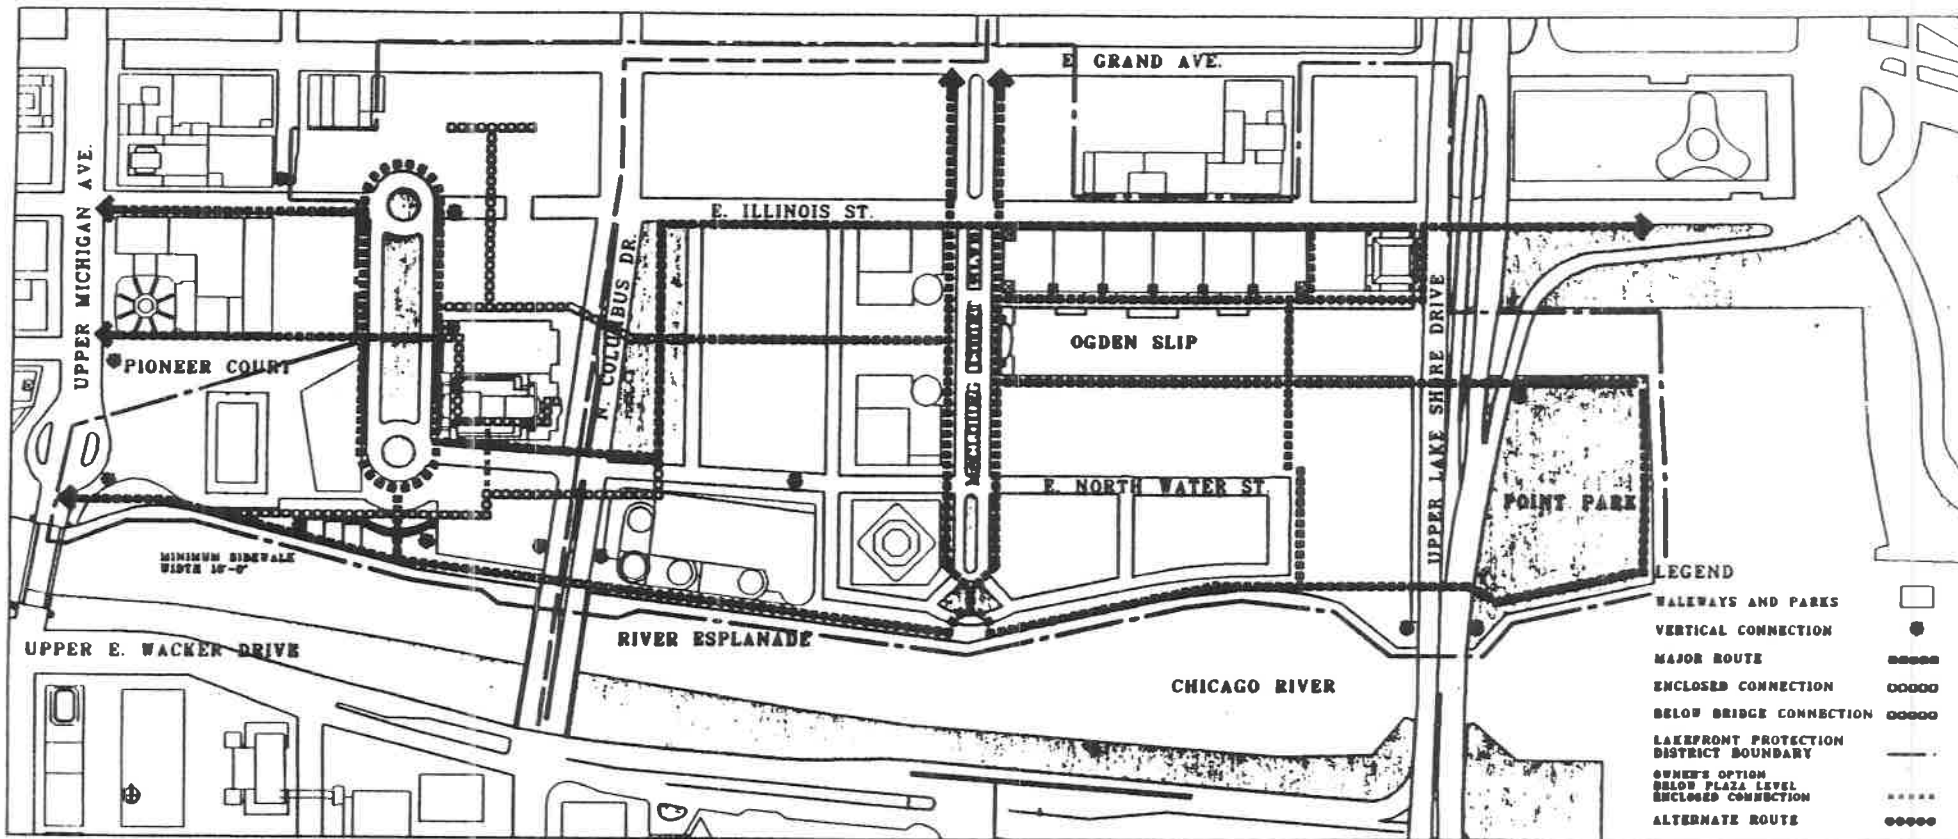 E. GRAND AVE.
UPPER MICHIGAN AVE.
E. ILLINOIS ST.
N. COLUMBUS DR.
PIONEER COURT
OGDEN SLIP
UPPER LAKE SHORE DRIVE
E. NORTH WATER ST.
POINT PARK
MINIMUM SIDEWALK
WIDTH
RIVER ESPLANADE
UPPER E. WACKER DRIVE
CHICAGO RIVER
LEGEND
WALKWAYS AND PARKS
VERTICAL CONNECTION
MAJOR ROUTE
ENCLOSED CONNECTION
BELOW BRIDGE CONNECTION
LAKEFRONT PROTECTION
DISTRICT BOUNDARY
OWNER'S OPTION
BELOW PLAZA LEVEL
ENCLOSED CONNECTION
ALTERNATE ROUTE